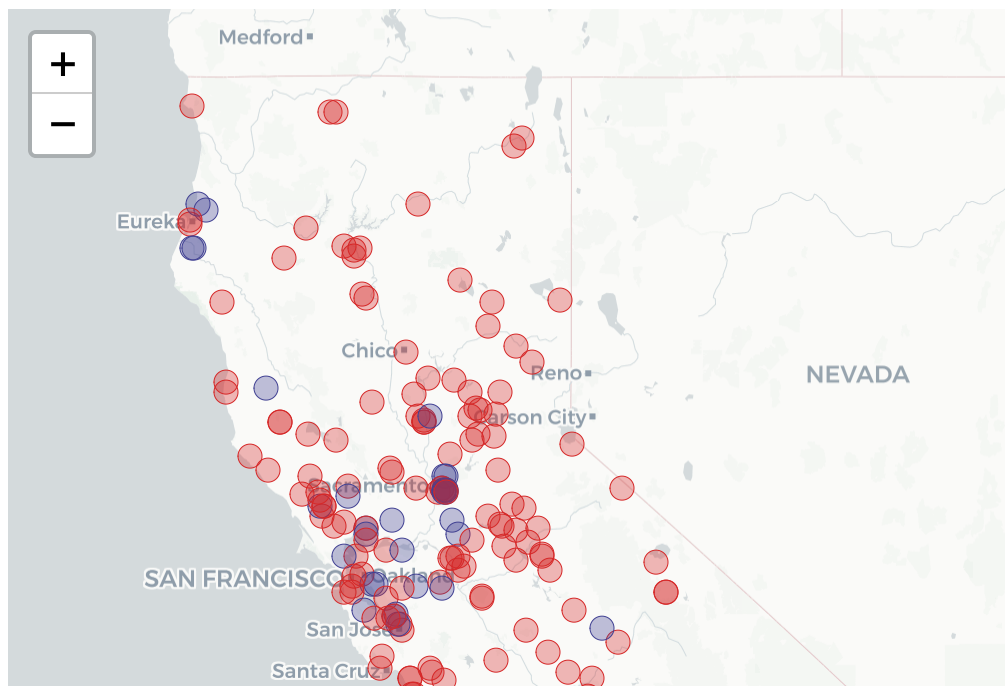 +
Medford
−
Eureka
Chico
Reno
NEVADA
Carson City
Sacramento
SAN FRANCISCO
Oakland
San Jose
Santa Cruz